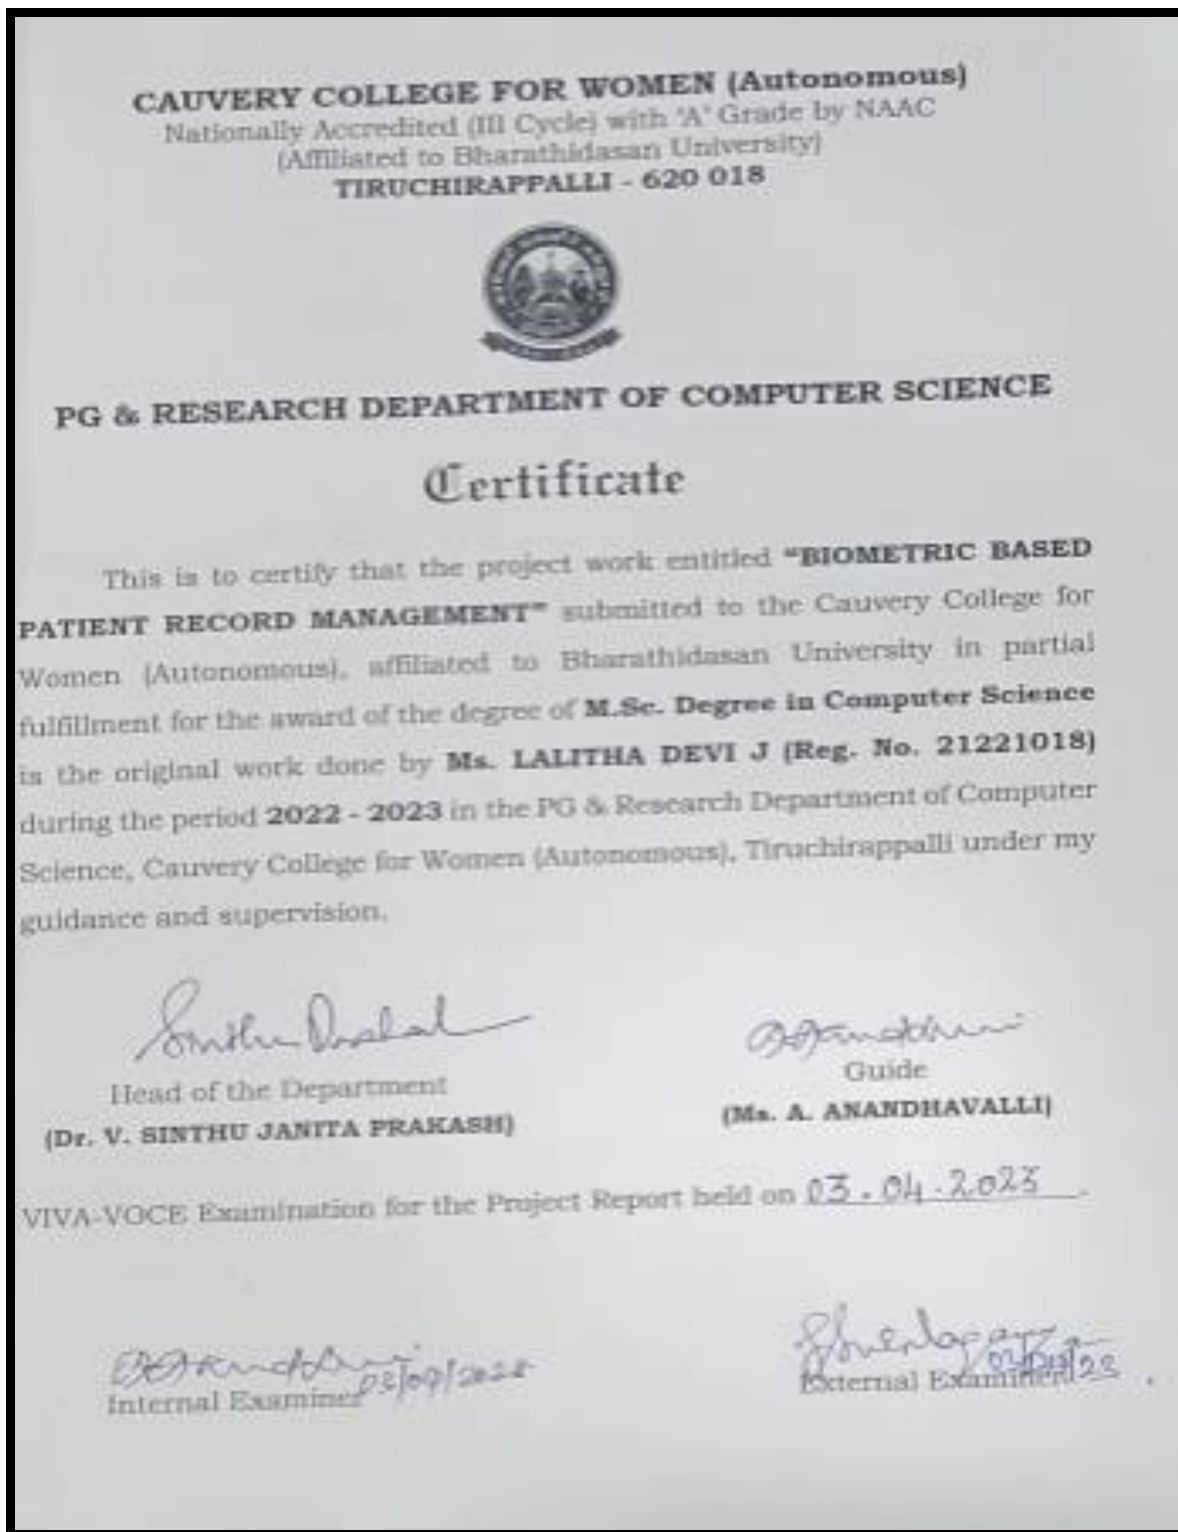 CAUVERY COLLEGE FOR WOMEN (Autonomous)
Nationally Accredited (III Cycle) with 'A' Grade by NAAC
(Affiliated to Bharathidasan University)
TIRUCHIRAPPALLI - 620 018
PG & RESEARCH DEPARTMENT OF COMPUTER SCIENCE
Certificate
This is to certify that the project work entitled "BIOMETRIC BASED
PATIENT RECORD MANAGEMENT" submitted to the Cauvery College for
Women (Autonomous), affiliated to Bharathidasan University in partial
fulfillment for the award of the degree of M.Sc. Degree in Computer Science
is the original work done by Ms. LALITHA DEVI J (Reg. No. 21221018)
during the period 2022 - 2023 in the PG & Research Department of Computer
Science, Cauvery College for Women (Autonomous), Tiruchirappalli under my
guidance and supervision.
Head of the Department
(Dr. V. SINTHU JANITA PRAKASH)
Guide
(Ms. A. ANANDHAVALLI)
VIVA-VOCE Examination for the Project Report held on 03.04.2023
Internal Examiner
External Examiner